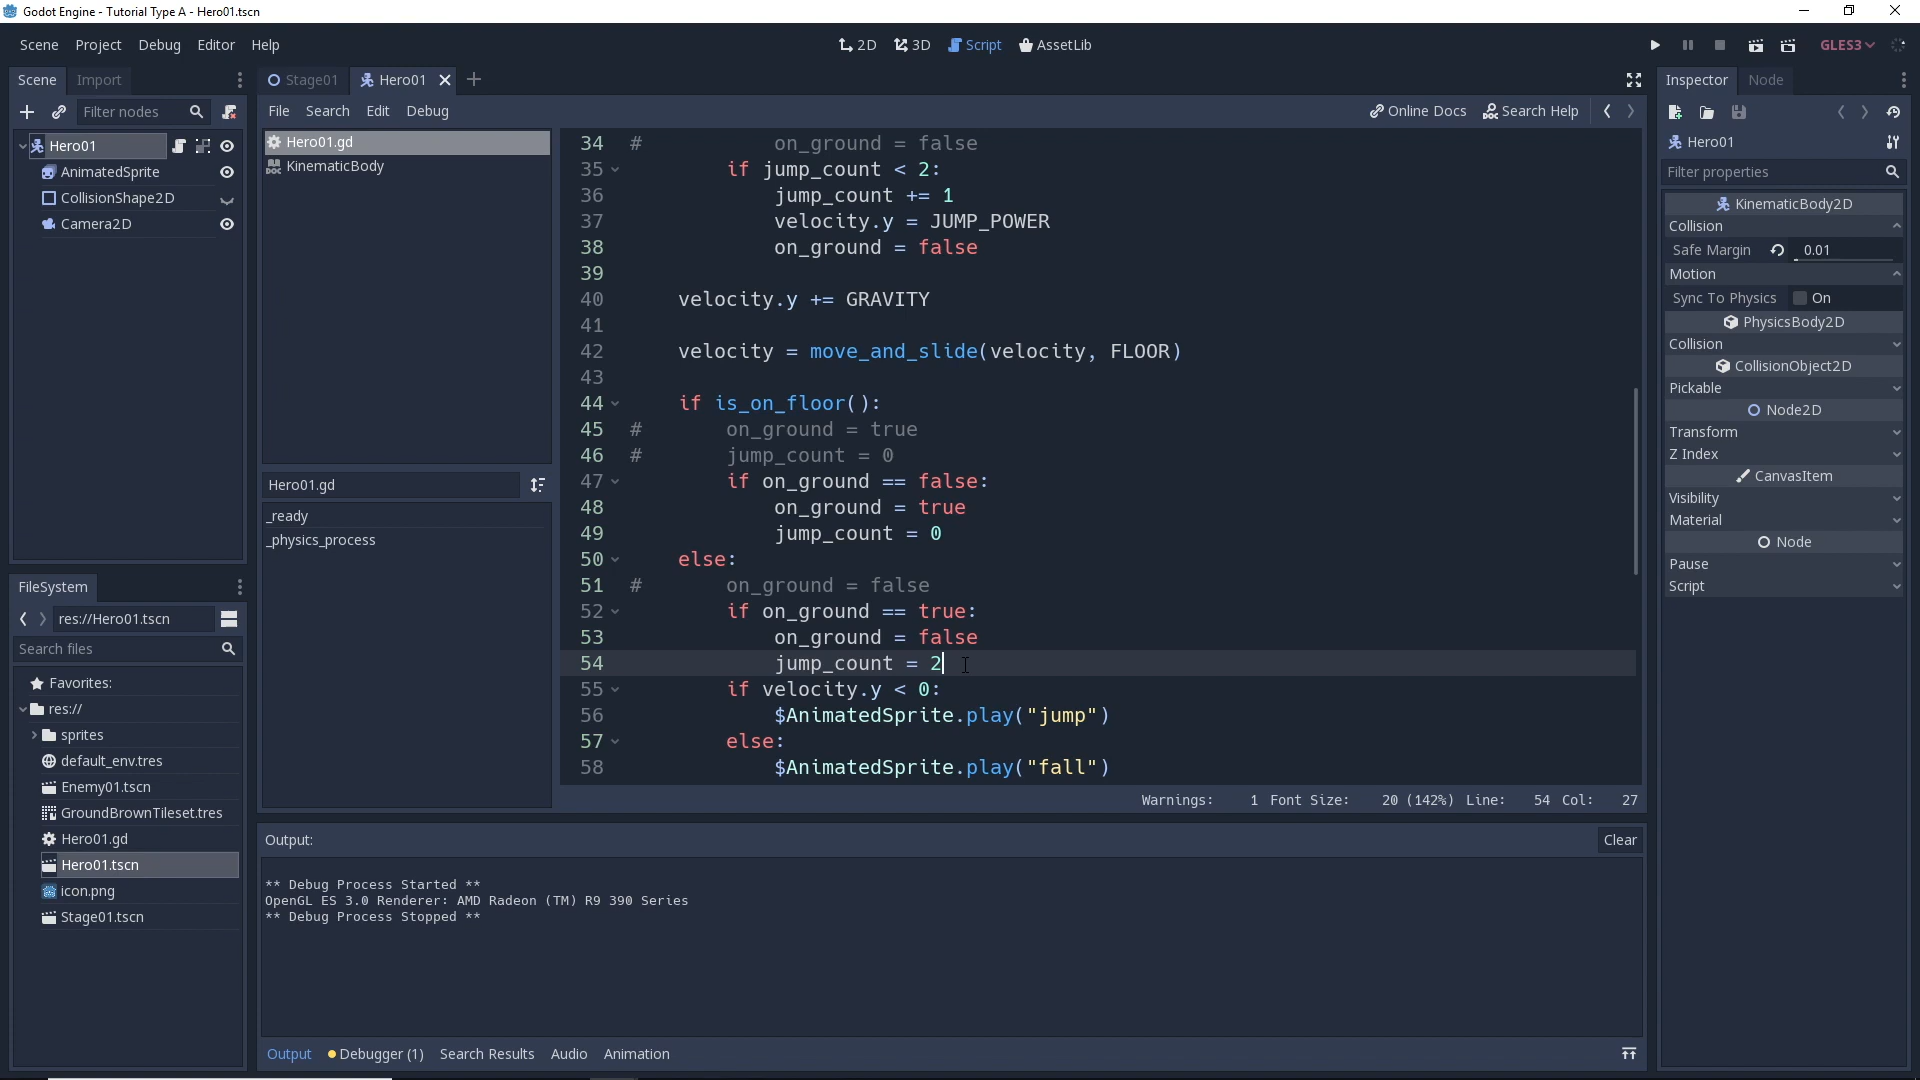 Godot Engine - Tutorial Type A - Hero01.tscn
Scene Project Debug Editor Help
2D 3D Script AssetLib
GLES3
Scene Import
Filter nodes
Hero01
AnimatedSprite
CollisionShape2D
Camera2D
FileSystem
res://Hero01.tscn
Search files
Favorites:
res://
sprites
default_env.tres
Enemy01.tscn
GroundBrownTileset.tres
Hero01.gd
Hero01.tscn
icon.png
Stage01.tscn
Stage01 Hero01
File Search Edit Debug
Online Docs Search Help
Hero01.gd
KinematicBody
Hero01.gd
_ready
_physics_process
34 # on_ground = false
35 if jump_count < 2:
36 jump_count += 1
37 velocity.y = JUMP_POWER
38 on_ground = false
39
40 velocity.y += GRAVITY
41
42 velocity = move_and_slide(velocity, FLOOR)
43
44 if is_on_floor():
45 # on_ground = true
46 # jump_count = 0
47 if on_ground == false:
48 on_ground = true
49 jump_count = 0
50 else:
51 # on_ground = false
52 if on_ground == true:
53 on_ground = false
54 jump_count = 2
55 if velocity.y < 0:
56 $AnimatedSprite.play("jump")
57 else:
58 $AnimatedSprite.play("fall")
Warnings: 1 Font Size: 20 (142%) Line: 54 Col: 27
Output: Clear
** Debug Process Started **
OpenGL ES 3.0 Renderer: AMD Radeon (TM) R9 390 Series
** Debug Process Stopped **
Output Debugger (1) Search Results Audio Animation
Inspector Node
Hero01
Filter properties
KinematicBody2D
Collision
Safe Margin 0.01
Motion
Sync To Physics On
PhysicsBody2D
Collision
CollisionObject2D
Pickable
Node2D
Transform
Z Index
CanvasItem
Visibility
Material
Node
Pause
Script